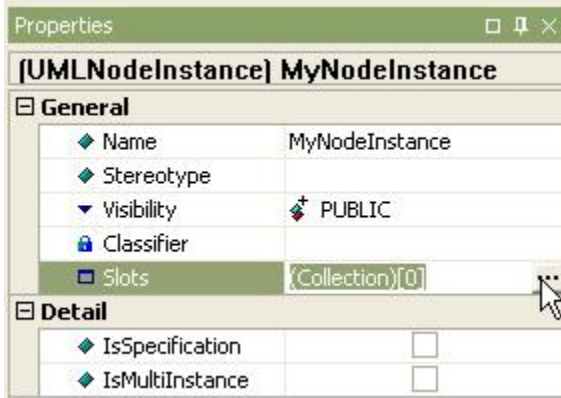 Properties
(UMLNodeInstance) MyNodeInstance
General
Name MyNodeInstance
Stereotype
Visibility PUBLIC
Classifier
Slots (Collection)[0] ...
Detail
IsSpecification
IsMultiInstance